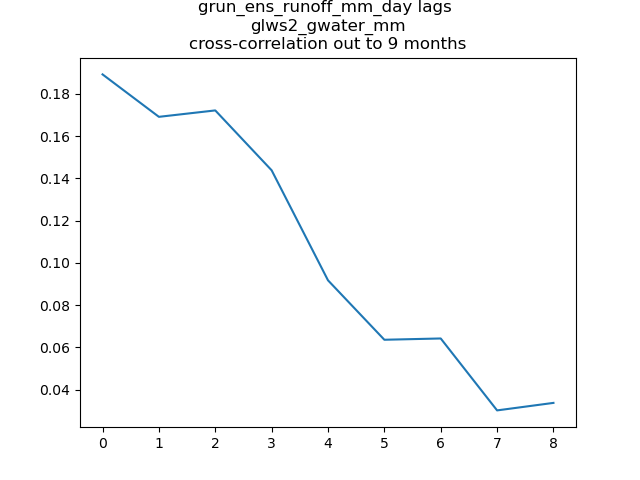 grun_ens_runoff_mm_day lags
glws2_gwater_mm
cross-correlation out to 9 months
0.18
0.16
0.14
0.12
0.10
0.08
0.06
0.04
0 1 2 3 4 5 6 7 8